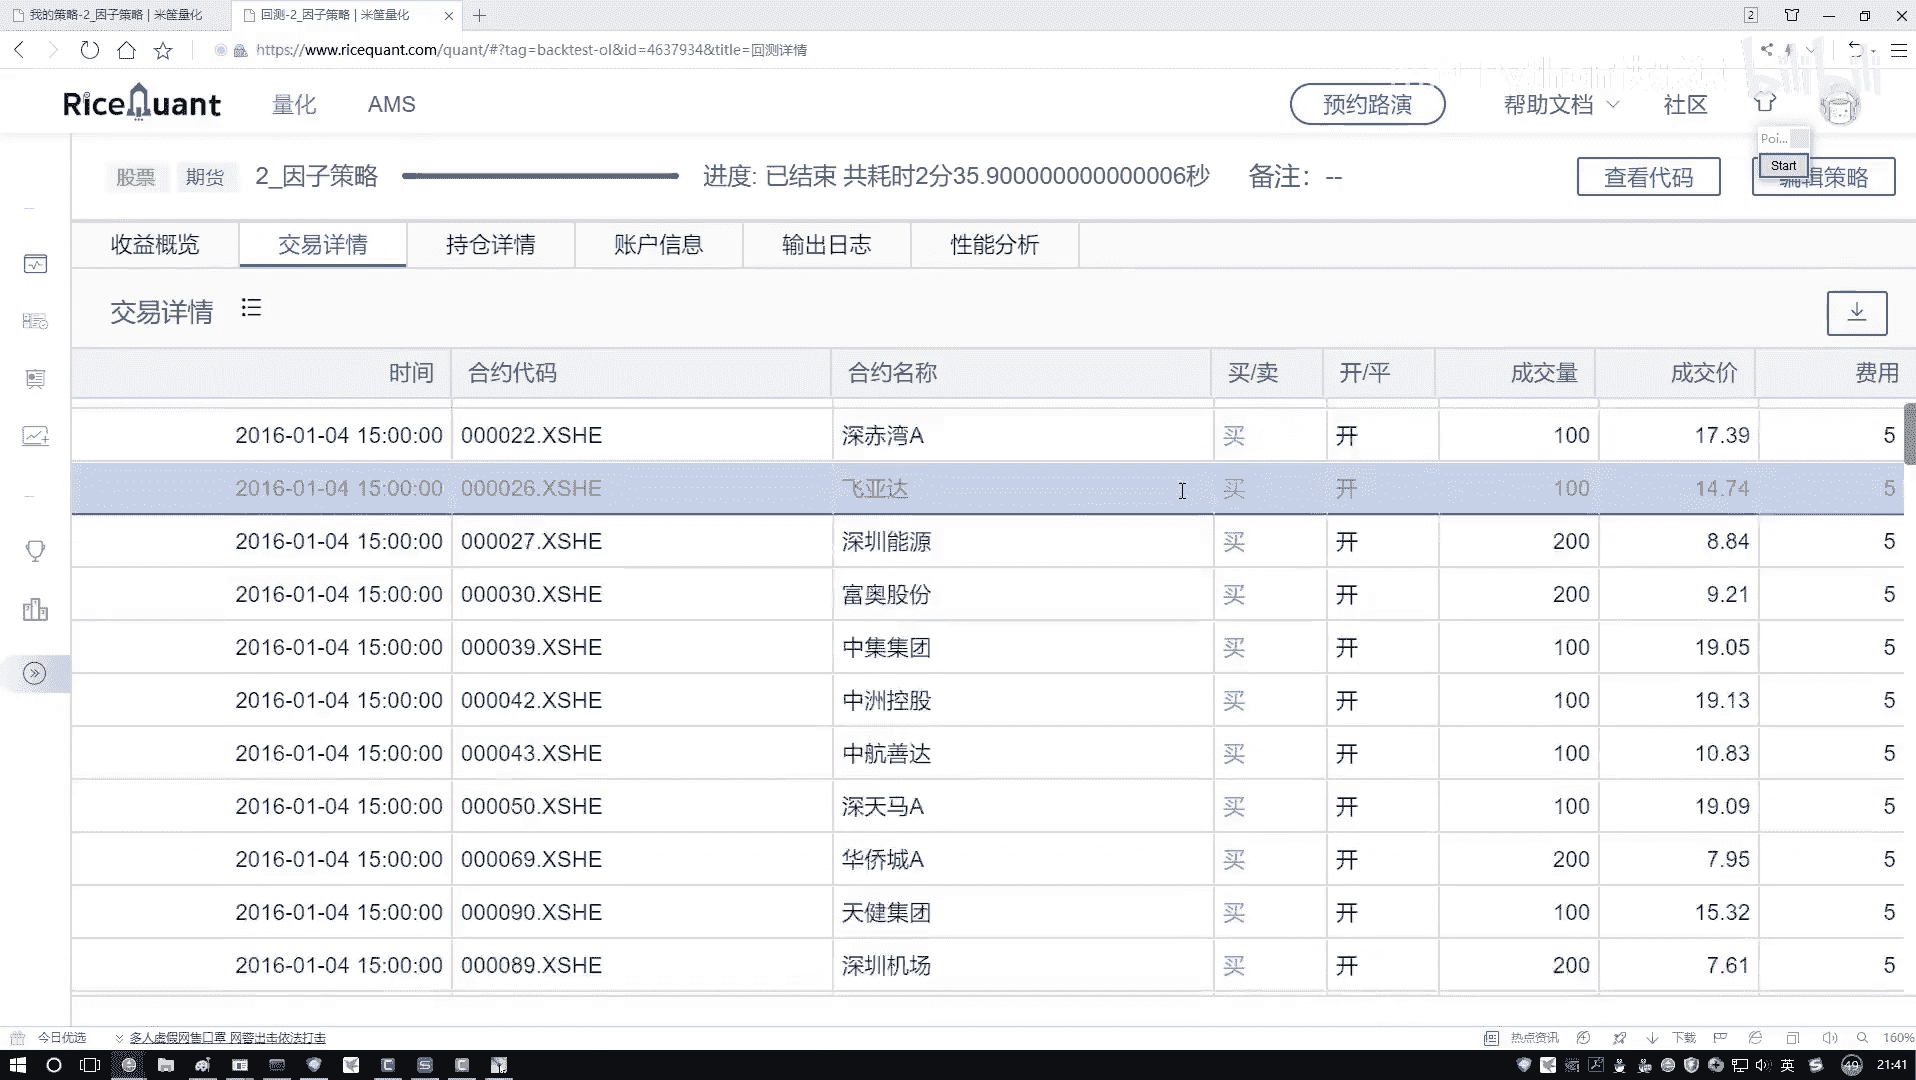 我的策略-2_因子策略 | 米筐量化
回测-2_因子策略 | 米筐量化
2
https://www.ricequant.com/quant/#?tag=backtest-ol&id=4637934&title=回测详情
bilibili
RiceQuant
量化
AMS
预约路演
帮助文档
社区
Poi...
Start
股票
期货
2_因子策略
进度: 已结束 共耗时2分35.900000000000006秒
备注: --
查看代码
编辑策略
收益概览 交易详情 持仓详情 账户信息 输出日志 性能分析
交易详情
时间 合约代码 合约名称 买/卖 开/平 成交量 成交价 费用
2016-01-04 15:00:00 000022.XSHE 深赤湾A 买 开 100 17.39 5
2016-01-04 15:00:00 000026.XSHE 飞亚达 买 开 100 14.74 5
2016-01-04 15:00:00 000027.XSHE 深圳能源 买 开 200 8.84 5
2016-01-04 15:00:00 000030.XSHE 富奥股份 买 开 200 9.21 5
2016-01-04 15:00:00 000039.XSHE 中集集团 买 开 100 19.05 5
2016-01-04 15:00:00 000042.XSHE 中洲控股 买 开 100 19.13 5
2016-01-04 15:00:00 000043.XSHE 中航善达 买 开 100 10.83 5
2016-01-04 15:00:00 000050.XSHE 深天马A 买 开 100 19.09 5
2016-01-04 15:00:00 000069.XSHE 华侨城A 买 开 200 7.95 5
2016-01-04 15:00:00 000090.XSHE 天健集团 买 开 100 15.32 5
2016-01-04 15:00:00 000089.XSHE 深圳机场 买 开 200 7.61 5
今日优选
多人虚假网售口罩 网警出击依法打击
热点资讯
下载
160%
英
49
21:41